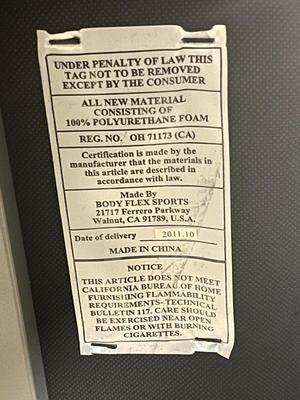 UNDER PENALTY OF LAW THIS
TAG NOT TO BE REMOVED
EXCEPT BY THE CONSUMER
ALL NEW MATERIAL
CONSISTING OF
100% POLYURETHANE FOAM
REG. NO. OH 71173 (CA)
Certification is made by the
manufacturer that the materials in
this article are described in
accordance with law.
Made By
BODY FLEX SPORTS
21717 Ferrero Parkway
Walnut, CA 91789, U.S.A.
Date of delivery 2011.10
MADE IN CHINA
NOTICE
THIS ARTICLE DOES NOT MEET
CALIFORNIA BUREAU OF HOME
FURNISHING FLAMMABILITY
REQUIREMENTS- TECHNICAL
BULLETIN 117. CARE SHOULD
BE EXERCISED NEAR OPEN
FLAMES OR WITH BURNING
CIGARETTES.